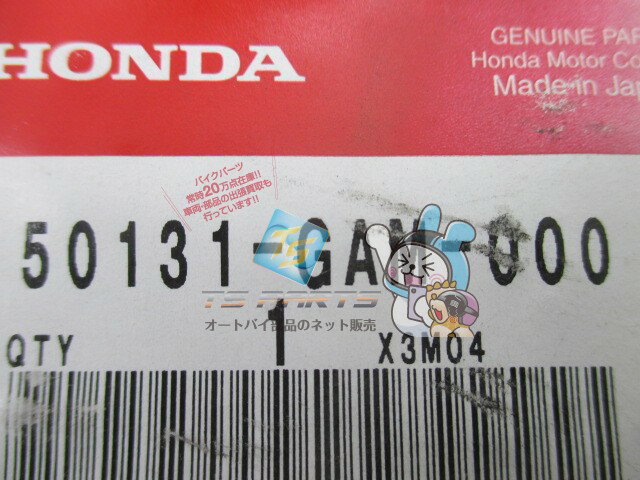 HONDA
GENUINE PAR
Honda Motor Co
Made in Jap
バイクパーツ
常時20万点在庫!!
車両・部品の出張買取も
行っています!!
50131-GAN-000
TS
TS PARTS
オートバイ部品のネット販売
QTY 1 X3M04